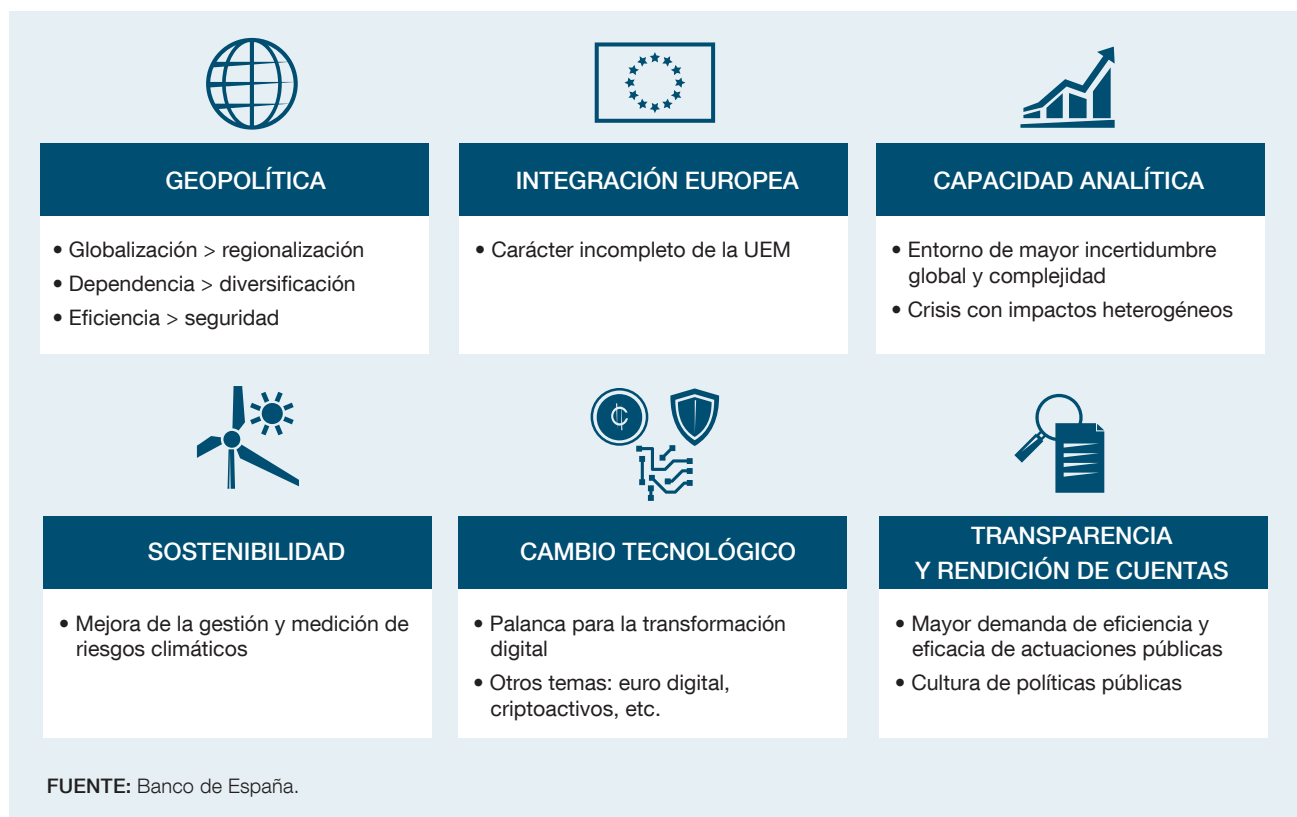 GEOPOLÍTICA
• Globalización > regionalización
• Dependencia > diversificación
• Eficiencia > seguridad
INTEGRACIÓN EUROPEA
• Carácter incompleto de la UEM
CAPACIDAD ANALÍTICA
• Entorno de mayor incertidumbre
global y complejidad
• Crisis con impactos heterogéneos
SOSTENIBILIDAD
• Mejora de la gestión y medición de
riesgos climáticos
CAMBIO TECNOLÓGICO
• Palanca para la transformación
digital
• Otros temas: euro digital,
criptoactivos, etc.
TRANSPARENCIA
Y RENDICIÓN DE CUENTAS
• Mayor demanda de eficiencia y
eficacia de actuaciones públicas
• Cultura de políticas públicas
FUENTE: Banco de España.